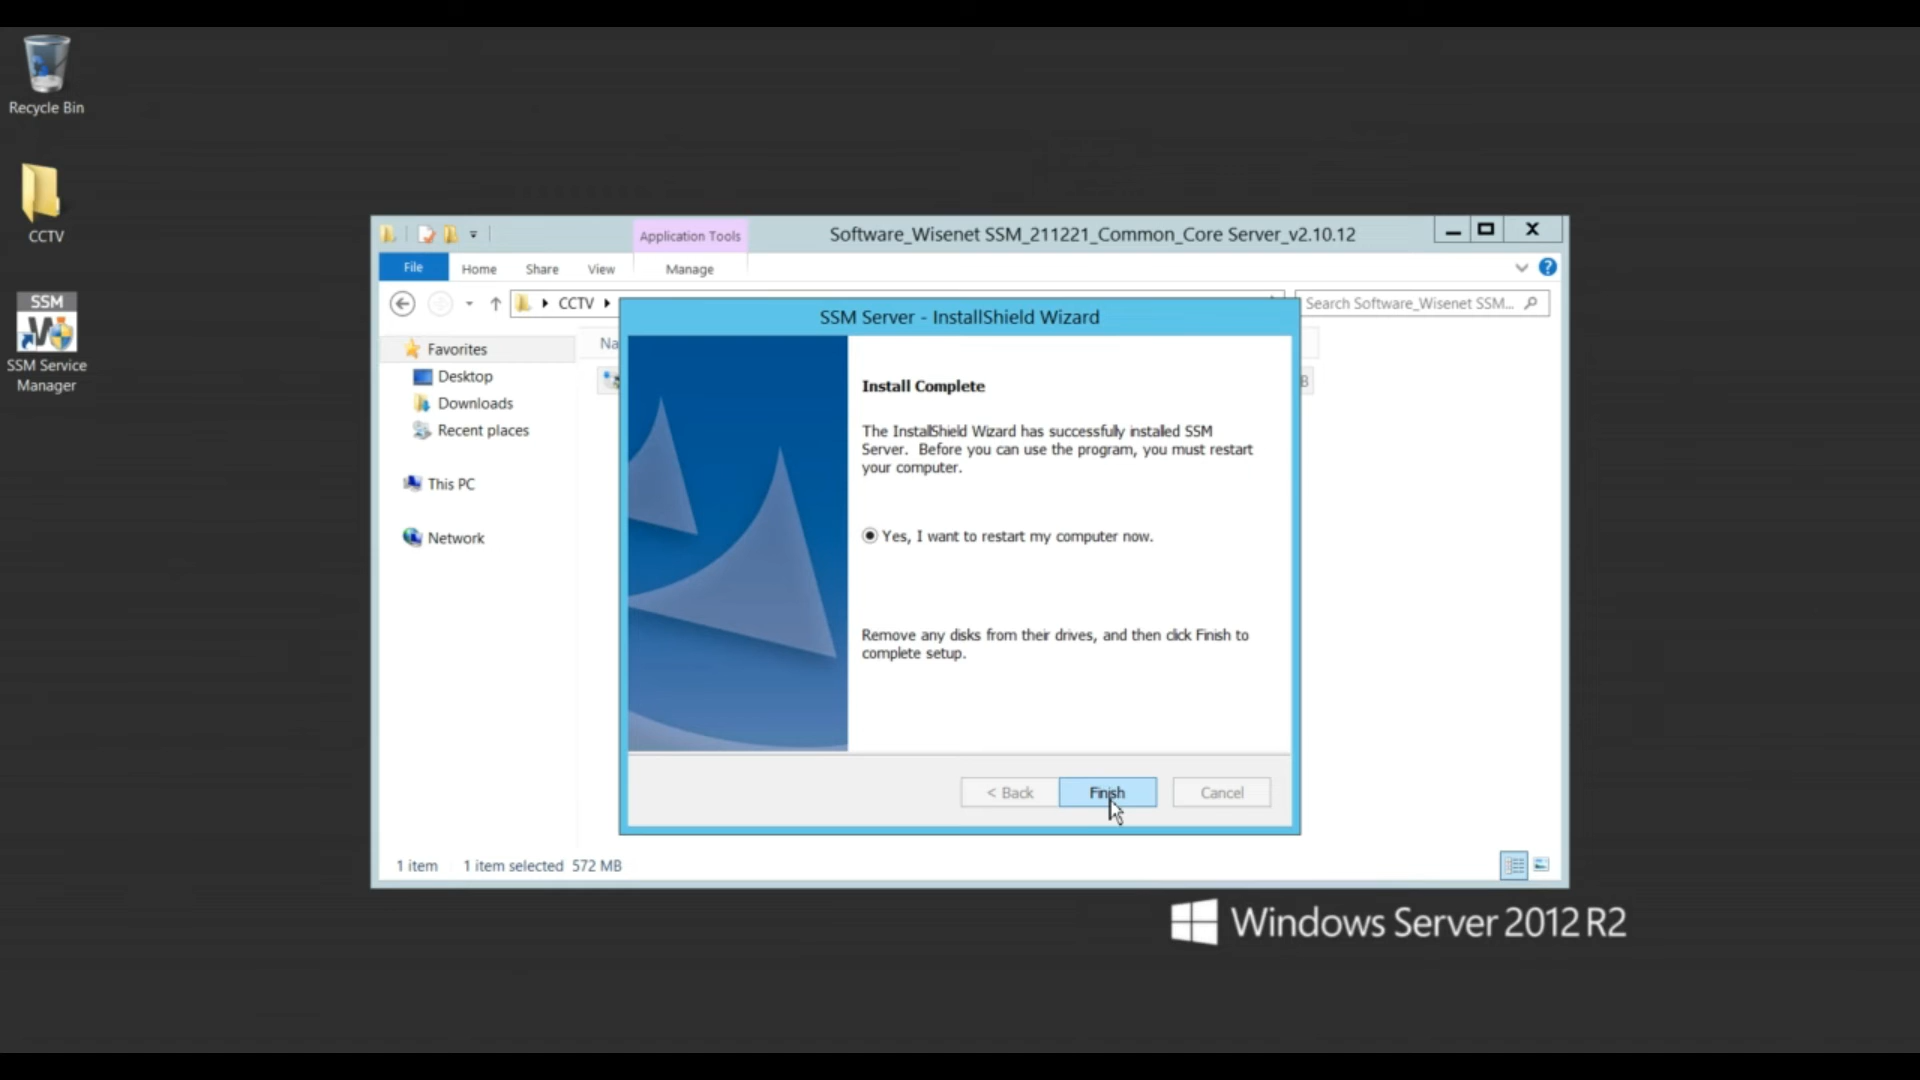 Recycle Bin
CCTV
SSM
SSM Service
Manager
Application Tools
Software_Wisenet SSM_211221_Common_Core Server_v2.10.12
File
Home
Share
View
Manage
CCTV
Search Software_Wisenet SSM...
Favorites
Desktop
Downloads
Recent places
This PC
Network
Na
B
SSM Server - InstallShield Wizard
Install Complete
The InstallShield Wizard has successfully installed SSM
Server. Before you can use the program, you must restart
your computer.
Yes, I want to restart my computer now.
Remove any disks from their drives, and then click Finish to
complete setup.
< Back
Finish
Cancel
1 item
1 item selected 572 MB
Windows Server 2012 R2